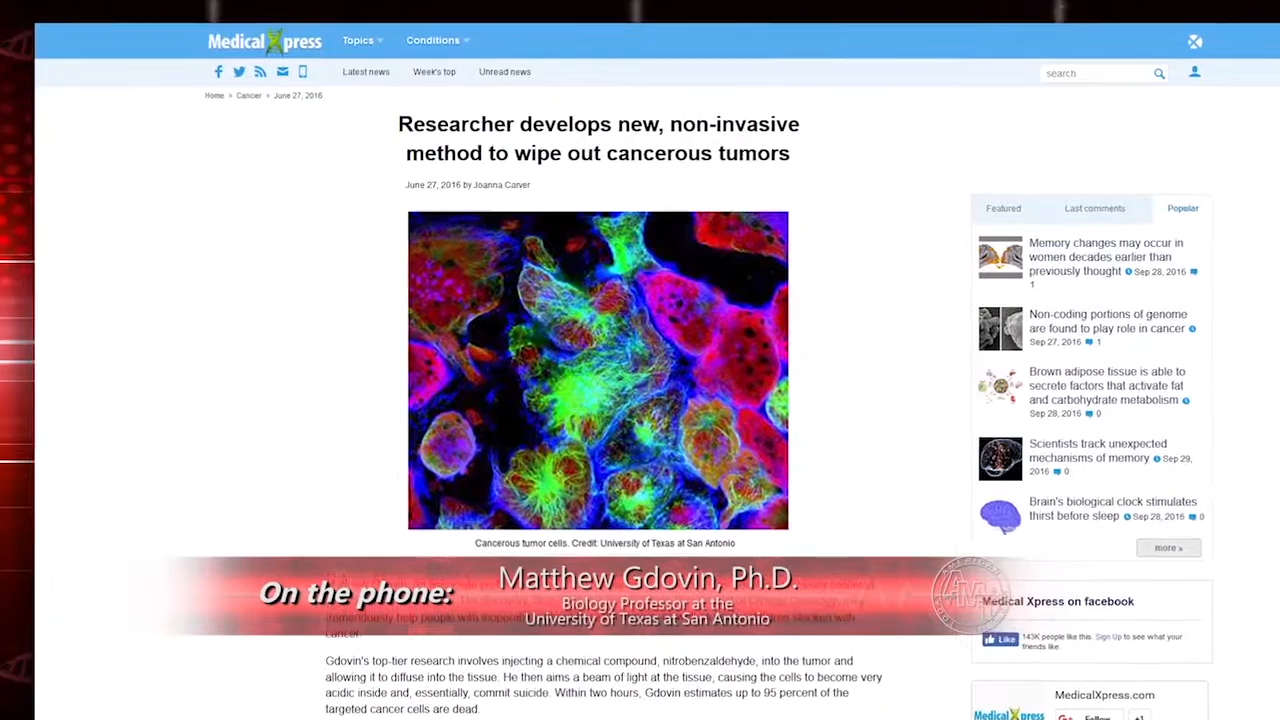 Medical Xpress
Topics
Conditions
Latest news
Week's top
Unread news
search
Home » Cancer » June 27, 2016
Researcher develops new, non-invasive
method to wipe out cancerous tumors
June 27, 2016 by Joanna Carver
Featured
Last comments
Popular
Memory changes may occur in
women decades earlier than
previously thought Sep 28, 2016
1
Non-coding portions of genome
are found to play role in cancer
Sep 27, 2016 1
Brown adipose tissue is able to
secrete factors that activate fat
and carbohydrate metabolism
Sep 28, 2016 0
Scientists track unexpected
mechanisms of memory Sep 29,
2016 0
Brain's biological clock stimulates
thirst before sleep Sep 28, 2016 0
more »
Cancerous tumor cells. Credit: University of Texas at San Antonio
On the phone:
Matthew Gdovin, Ph.D.
Biology Professor at the
University of Texas at San Antonio
AMERICAN
tremendously help people with
stricken with
cancer.
Gdovin's top-tier research involves injecting a chemical compound, nitrobenzaldehyde, into the tumor and
allowing it to diffuse into the tissue. He then aims a beam of light at the tissue, causing the cells to become very
acidic inside and, essentially, commit suicide. Within two hours, Gdovin estimates up to 95 percent of the
targeted cancer cells are dead.
Medical Xpress on facebook
Like
143K people like this. Sign Up to see what your
friends like.
Medical Xpress
MedicalXpress.com
G+ Follow +1